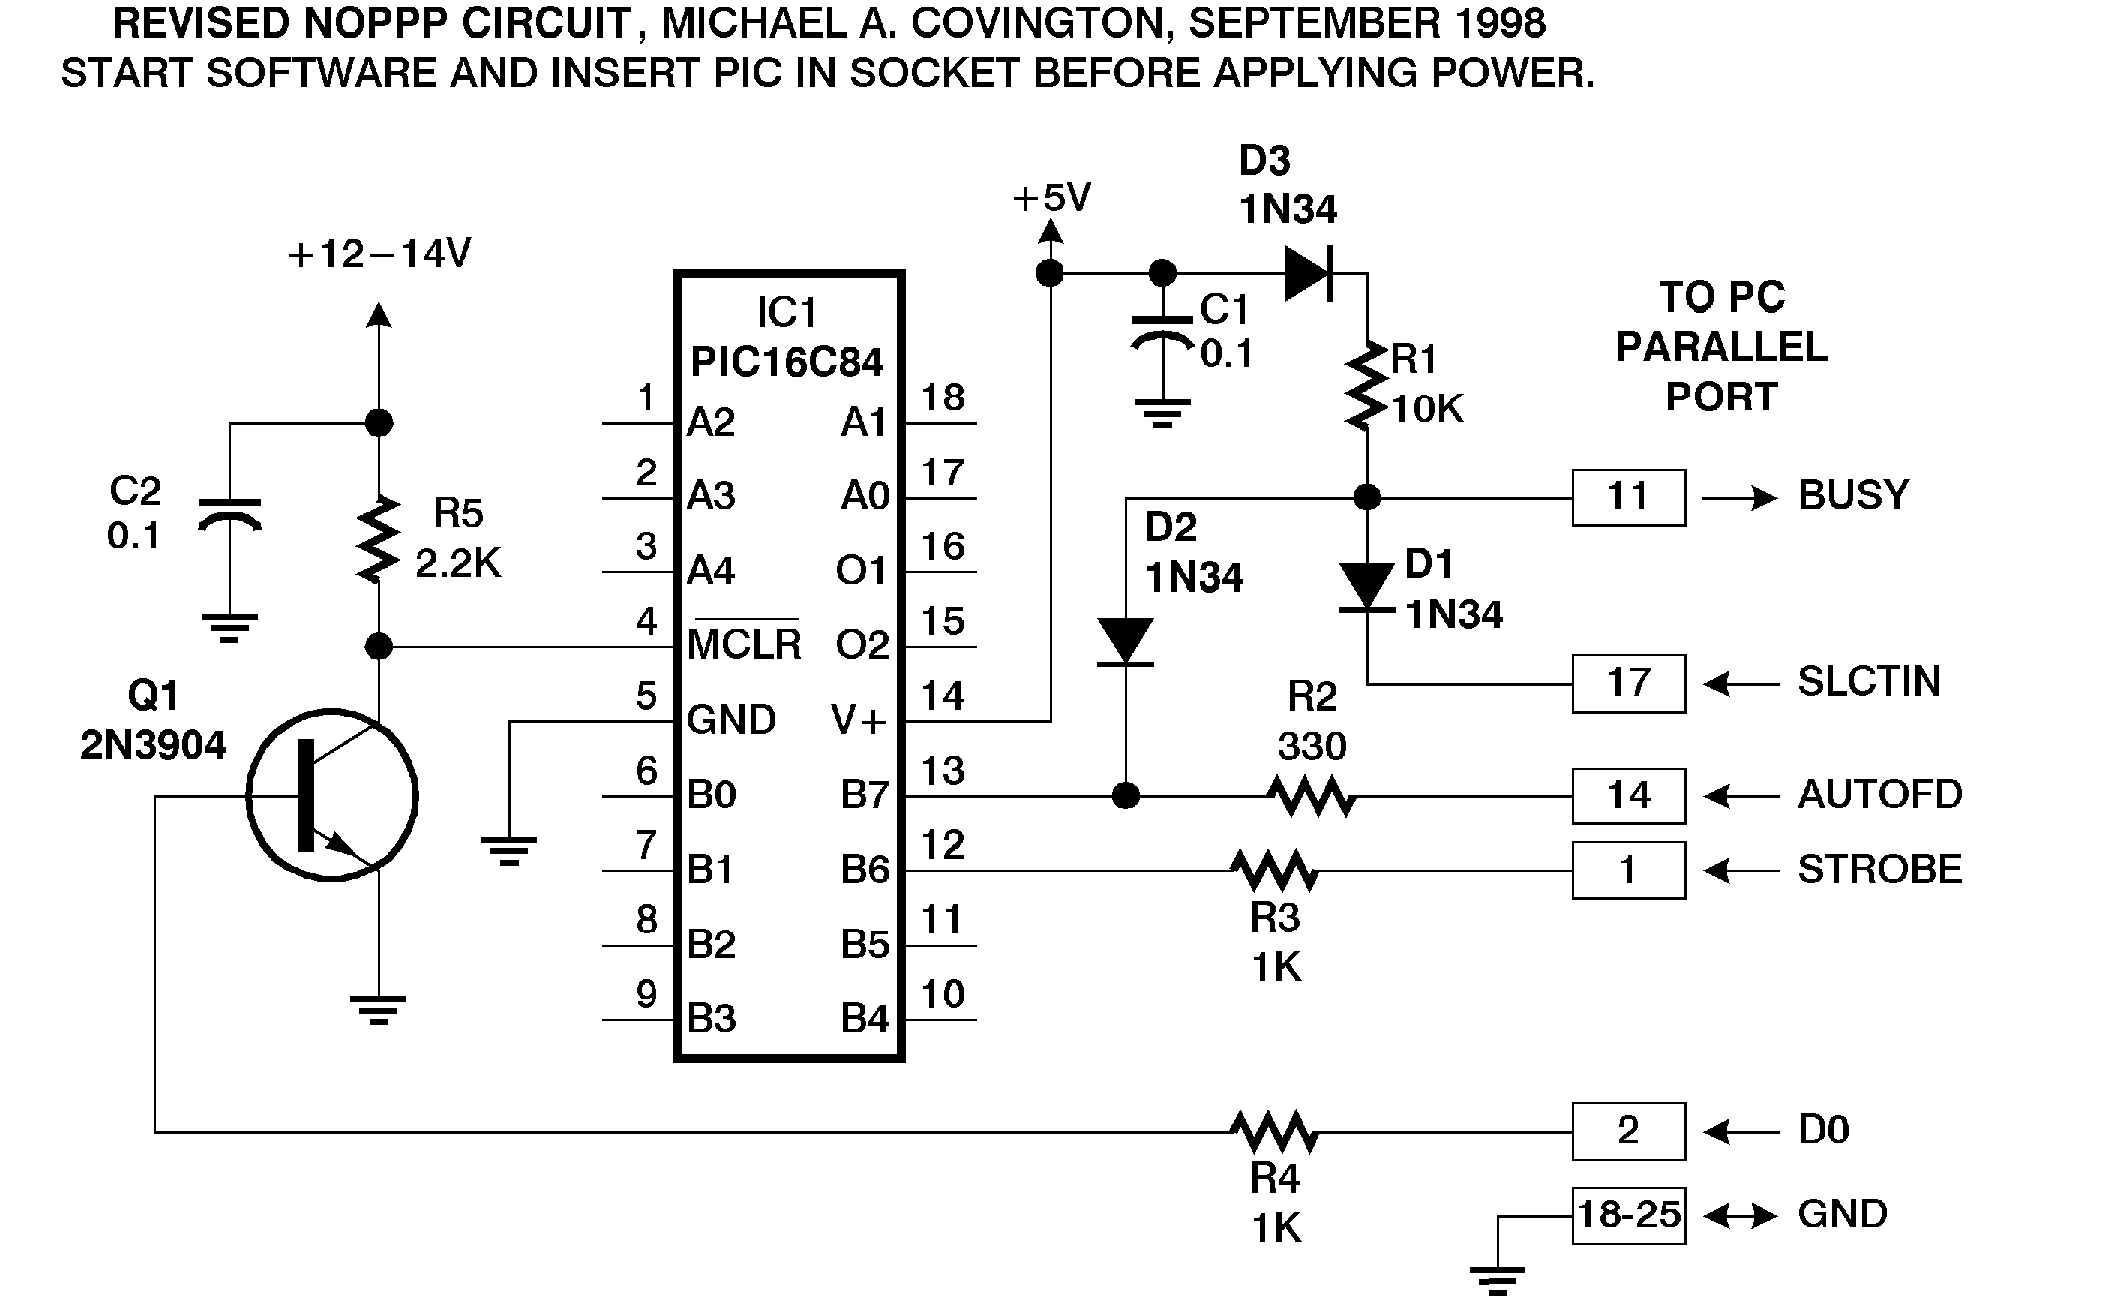 REVISED NOPPP CIRCUIT, MICHAEL A. COVINGTON, SEPTEMBER 1998
START SOFTWARE AND INSERT PIC IN SOCKET BEFORE APPLYING POWER.
D3
1N34
+5V
+12−14V
IC1
PIC16C84
C1
0.1
R1
10K
TO PC
PARALLEL
PORT
C2
0.1
R5
2.2K
1 A2
2 A3
3 A4
4 MCLR
5 GND
6 B0
7 B1
8 B2
9 B3
A1 18
A0 17
O1 16
O2 15
V+ 14
B7 13
B6 12
B5 11
B4 10
Q1
2N3904
D2
1N34
D1
1N34
R2
330
R3
1K
R4
1K
11 BUSY
17 SLCTIN
14 AUTOFD
1 STROBE
2 D0
18-25 GND